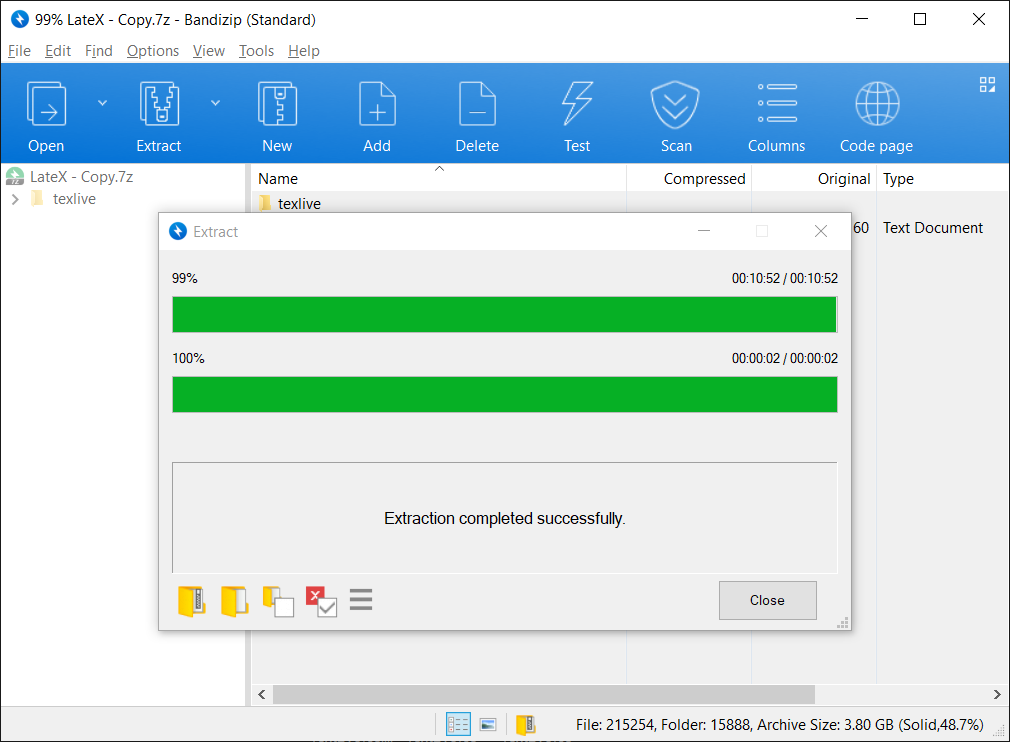 99% LateX - Copy.7z - Bandizip (Standard)
File Edit Find Options View Tools Help
Open Extract New Add Delete Test Scan Columns Code page
LateX - Copy.7z
texlive
Name Compressed Original Type
texlive
60 Text Document
Extract
99% 00:10:52 / 00:10:52
100% 00:00:02 / 00:00:02
Extraction completed successfully.
Close
File: 215254, Folder: 15888, Archive Size: 3.80 GB (Solid,48.7%)